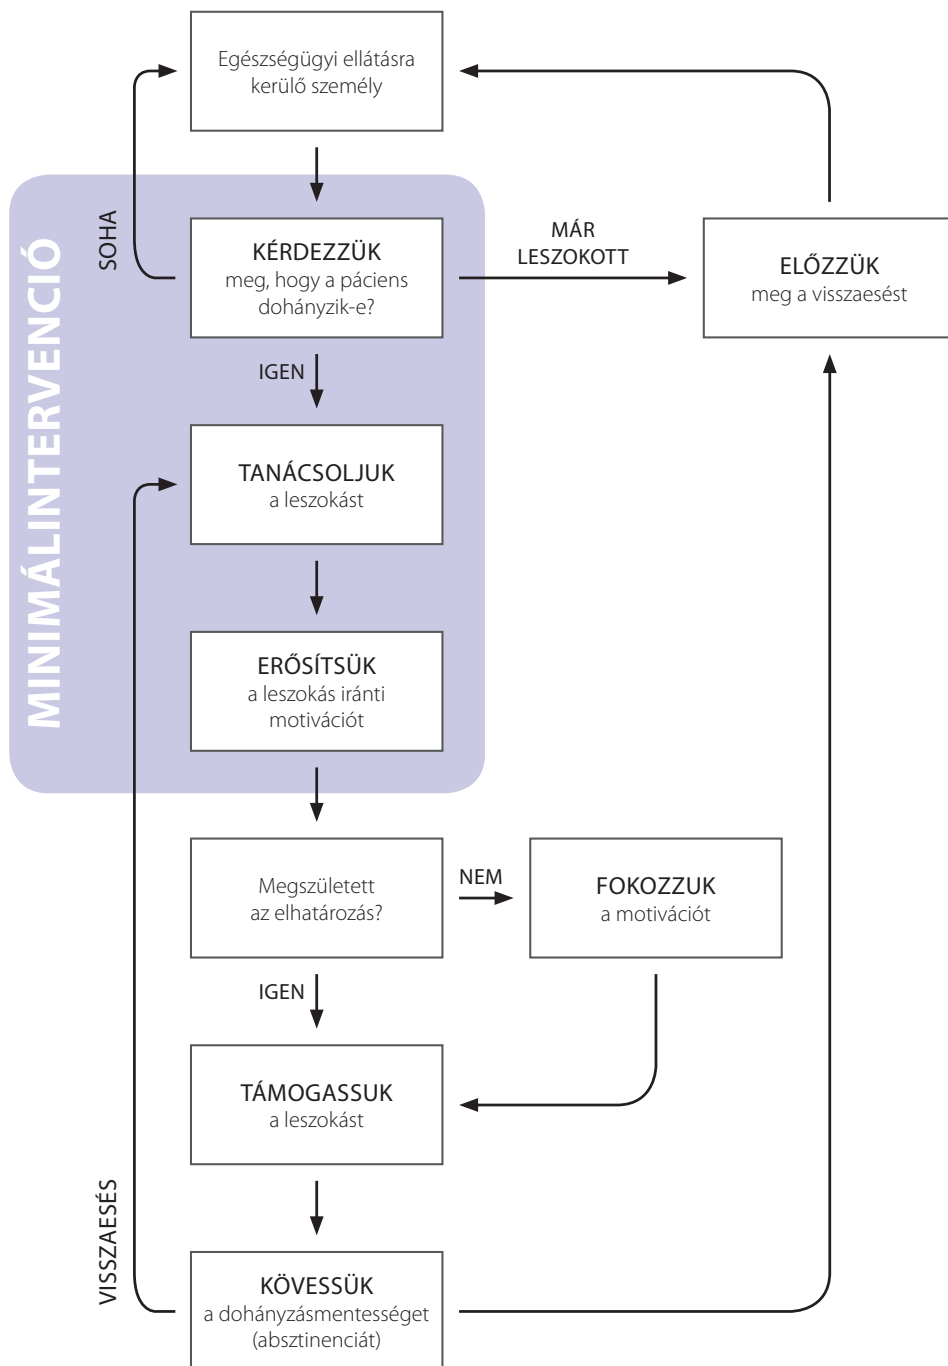 Egészségügyi ellátásra
kerülő személy
MINIMÁLINTERVENCIÓ
SOHA
KÉRDEZZÜK
meg, hogy a páciens
dohányzik-e?
MÁR
LESZOKOTT
ELŐZZÜK
meg a visszaesést
IGEN
TANÁCSOLJUK
a leszokást
ERŐSÍTSÜK
a leszokás iránti
motivációt
Megszületett
az elhatározás?
NEM
FOKOZZUK
a motivációt
IGEN
TÁMOGASSUK
a leszokást
VISSZAESÉS
KÖVESSÜK
a dohányzásmentességet
(absztinenciát)